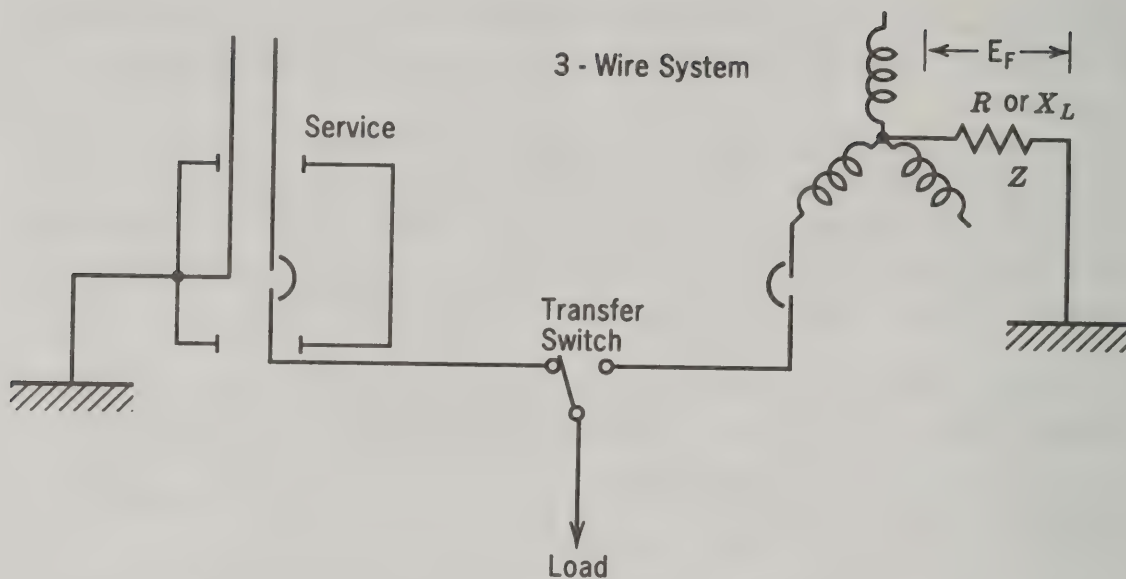 3 - Wire System
E_F
R or X_L
Z
Service
Transfer
Switch
Load